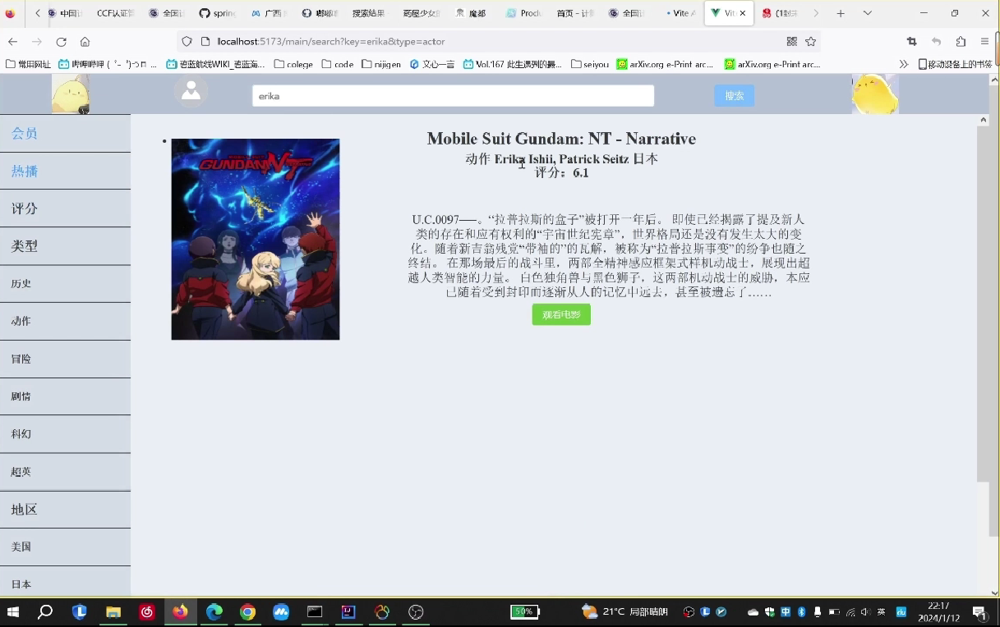 中国计
CCF认证
全国计
spring
广西
嘟嘟
搜索结果
药屋少女
魔都
Produ
首页 - 计
全国计
Vite
Vite
(1封未
localhost:5173/main/search?key=erika&type=actor
常用网址
哔哩哔哩 (゜-゜)つロ ...
碧蓝航线WIKI_碧蓝海...
colege
code
nijigen
文心一言
Vol.167 此生遇到的最...
seiyou
arXiv.org e-Print arc...
arXiv.org e-Print arc...
移动设备上的书签
erika
搜索
会员
热播
评分
类型
历史
动作
冒险
剧情
科幻
超英
地区
美国
日本
GUNDAM NT
Mobile Suit Gundam: NT - Narrative
动作 Erika Ishii, Patrick Seitz 日本
评分：6.1
U.C.0097──。“拉普拉斯的盒子”被打开一年后。 即使已经揭露了提及新人
类的存在和应有权利的“宇宙世纪宪章”，世界格局还是没有发生太大的变
化。随着新吉翁残党“带袖的”的瓦解，被称为“拉普拉斯事变”的纷争也随之
终结。 在那场最后的战斗里，两部全精神感应框架式样机动战士，展现出超
越人类智能的力量。 白色独角兽与黑色狮子，这两部机动战士的威胁，本应
已随着受到封印而逐渐从人的记忆中远去，甚至被遗忘了……
观看电影
50%
21°C 局部晴朗
中
英
du
22:17
2024/1/12
1